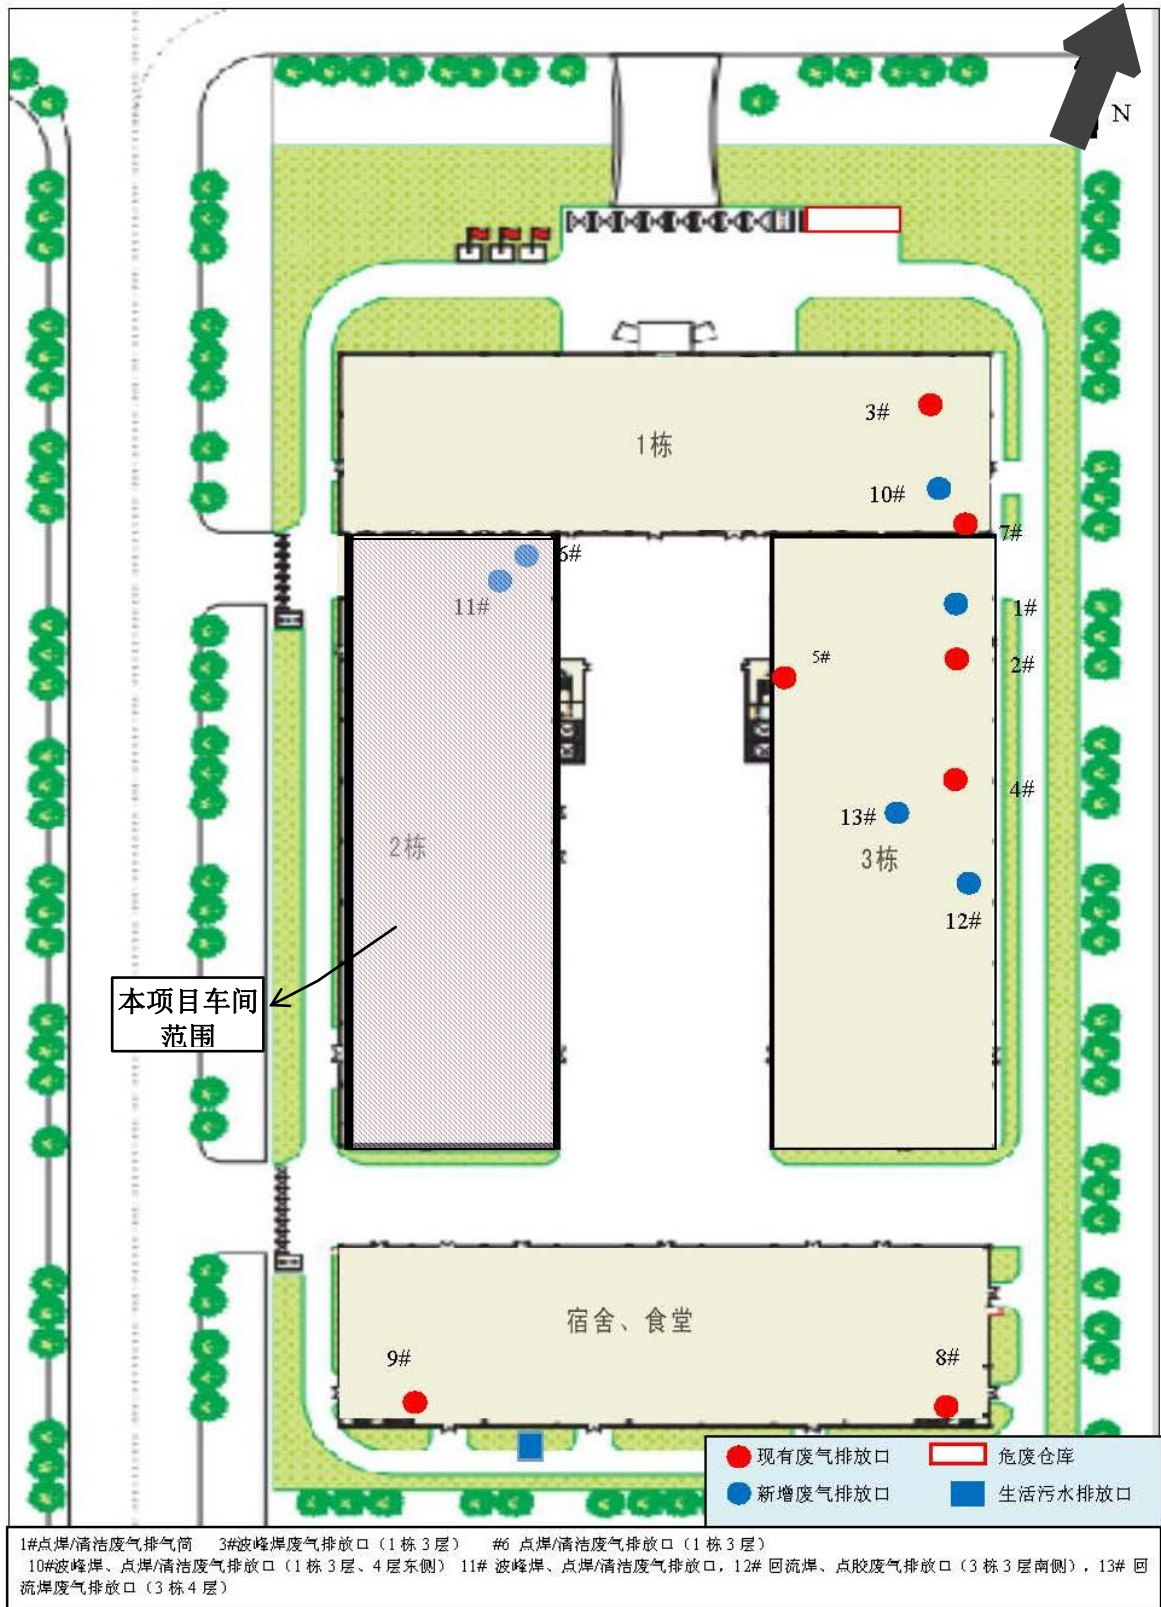 N
3#
1栋
10#
7#
6#
11#
1#
5#
2#
4#
13#
2栋
3栋
12#
本项目车间
范围
宿舍、食堂
9#
8#
现有废气排放口
危废仓库
新增废气排放口
生活污水排放口
1#点焊/清洁废气排气筒 3#波峰焊废气排放口（1栋3层） #6 点焊/清洁废气排放口（1栋3层）
10#波峰焊、点焊/清洁废气排放口（1栋3层、4层东侧） 11# 波峰焊、点焊/清洁废气排放口，12# 回流焊、点胶废气排放口（3栋3层南侧），13# 回
流焊废气排放口（3栋4层）